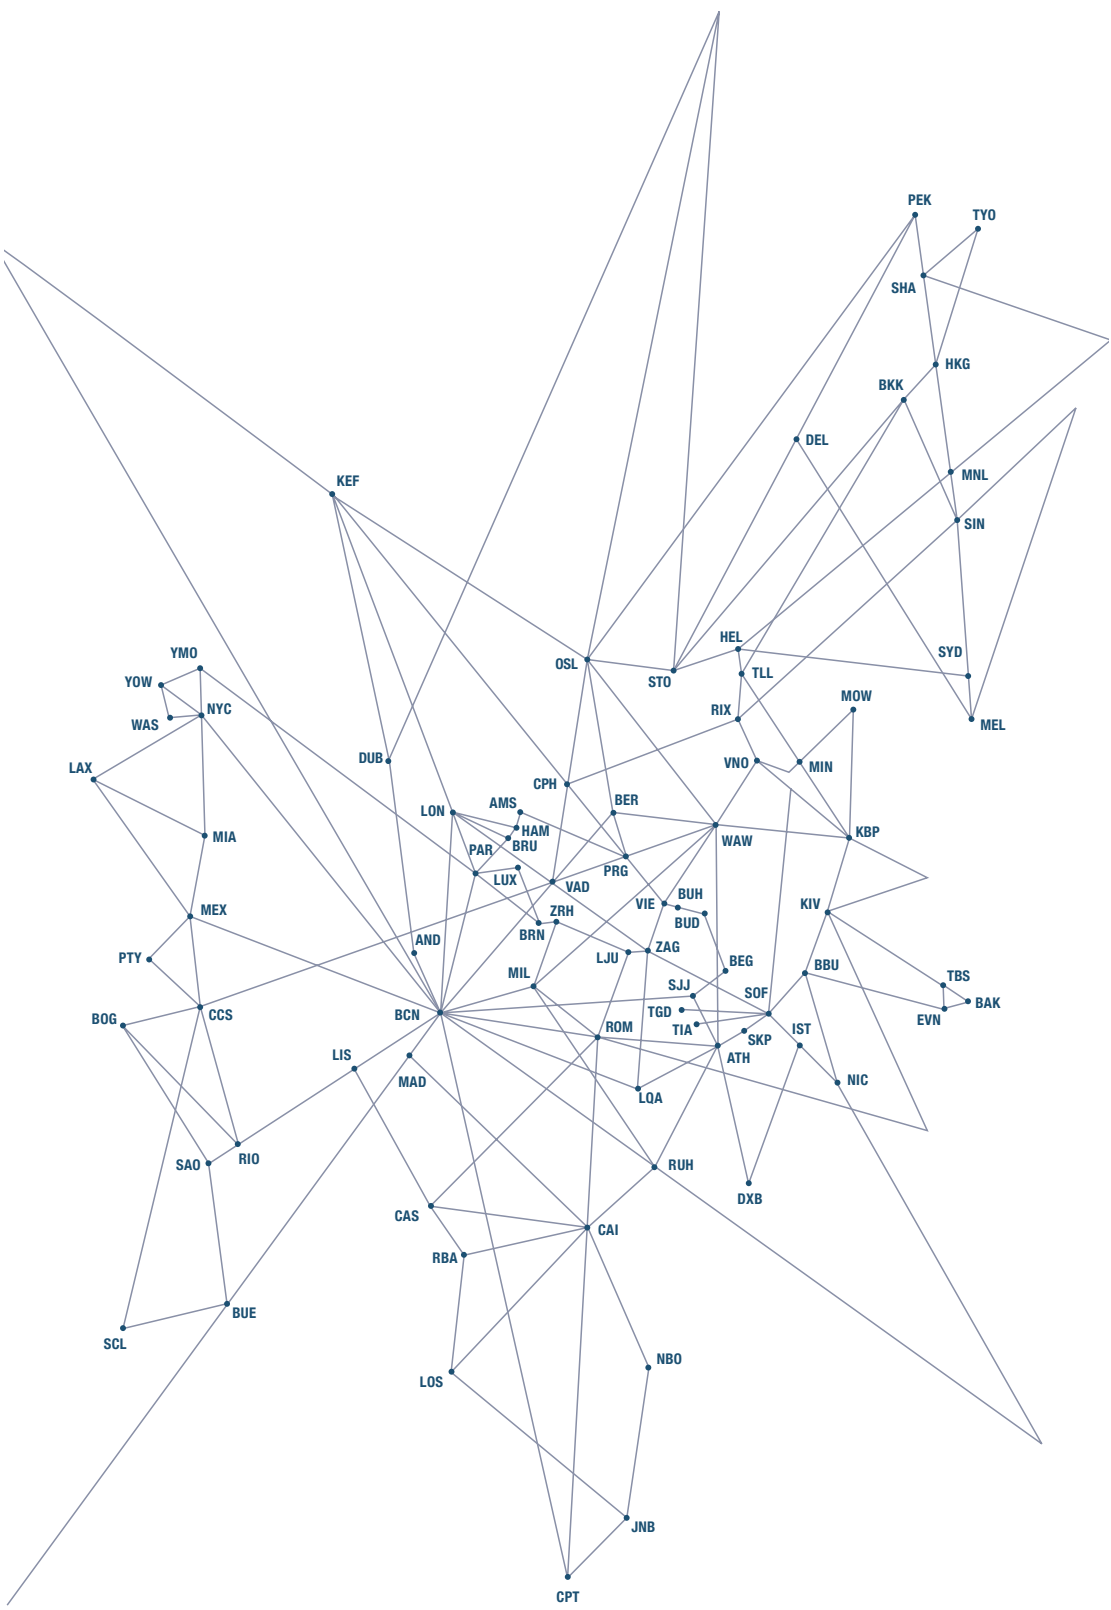 PEK
TYO
SHA
HKG
BKK
DEL
MNL
KEF
SIN
HEL
YMO
SYD
OSL
TLL
YOW
STO
MOW
NYC
RIX
WAS
MEL
DUB
VNO
MIN
LAX
CPH
AMS
BER
LON
HAM
KBP
MIA
BRU
WAW
PAR
PRG
LUX
VAD
BUH
VIE
KIV
MEX
ZRH
BUD
BRN
AND
ZAG
PTY
LJU
BEG
BBU
MIL
TBS
SJJ
SOF
BAK
TGD
CCS
BCN
BOG
EVN
ROM
TIA
IST
SKP
LIS
ATH
MAD
NIC
LQA
RIO
SAO
RUH
DXB
CAS
CAI
RBA
BUE
SCL
NBO
LOS
JNB
CPT